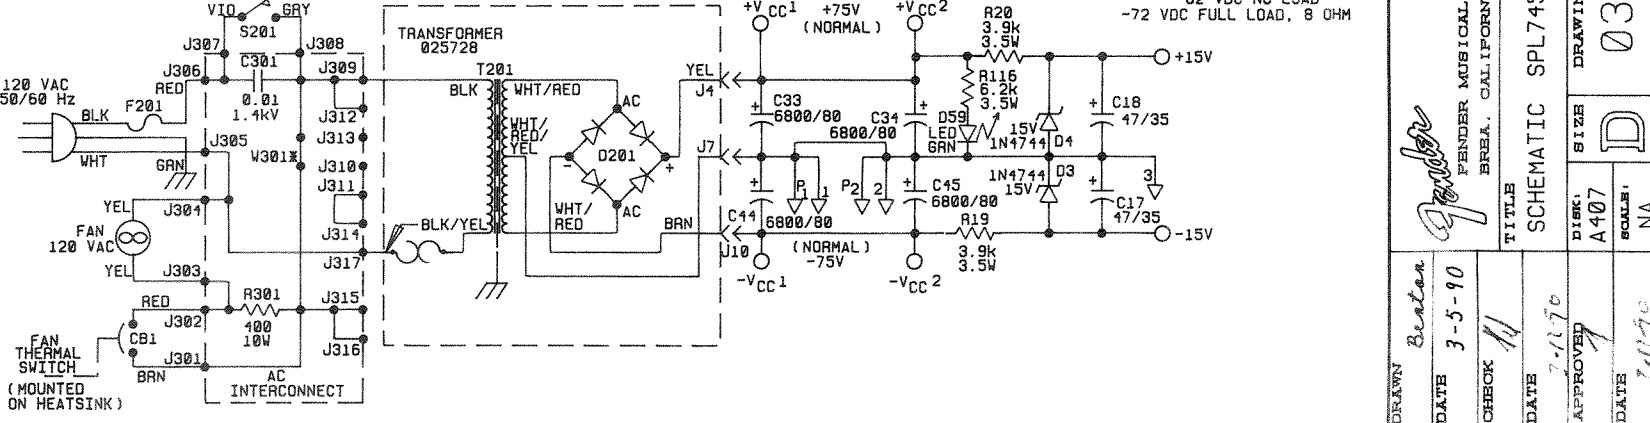 VIO GRY
S201
J307
J308
C301
0.01
1.4kV
J306
RED
120 VAC
50/60 Hz
BLK
F201
WHT
GRN
J305
W301*
J309
J312
J313
J310
J311
J314
J317
YEL
J304
FAN
120 VAC
YEL
J303
RED
J302
R301
400
10W
J315
J316
CB1
FAN
THERMAL
SWITCH
(MOUNTED
ON HEATSINK)
J301
BRN
AC
INTERCONNECT
TRANSFORMER
025728
T201
BLK
WHT/RED
WHT/
RED/
YEL
BLK/YEL
AC
D201
-
+
AC
WHT/
RED
YEL
J4
J7
BRN
J10
+VCC1
+75V
(NORMAL)
+VCC2
-72 VDC FULL LOAD, 8 OHM
R20
3.9k
3.5W
+15V
R116
6.2k
3.5W
C33
6800/80
C34
6800/80
D59
LED
GRN
15V
1N4744
D4
C18
47/35
P1
1
P2
2
3
C44
6800/80
C45
6800/80
1N4744
15V
D3
C17
47/35
R19
3.9k
3.5W
-15V
(NORMAL)
-75V
-VCC1
-VCC2
Fender
FENDER MUSICAL
BREA, CALIFORN
TITLE
SCHEMATIC SPL74S
SIZE
D
DRAWIN
03
DISK:
A407
SCALE:
NA
DRAWN
Benton
DATE
3-5-90
CHECK
DATE
APPROVED
DATE